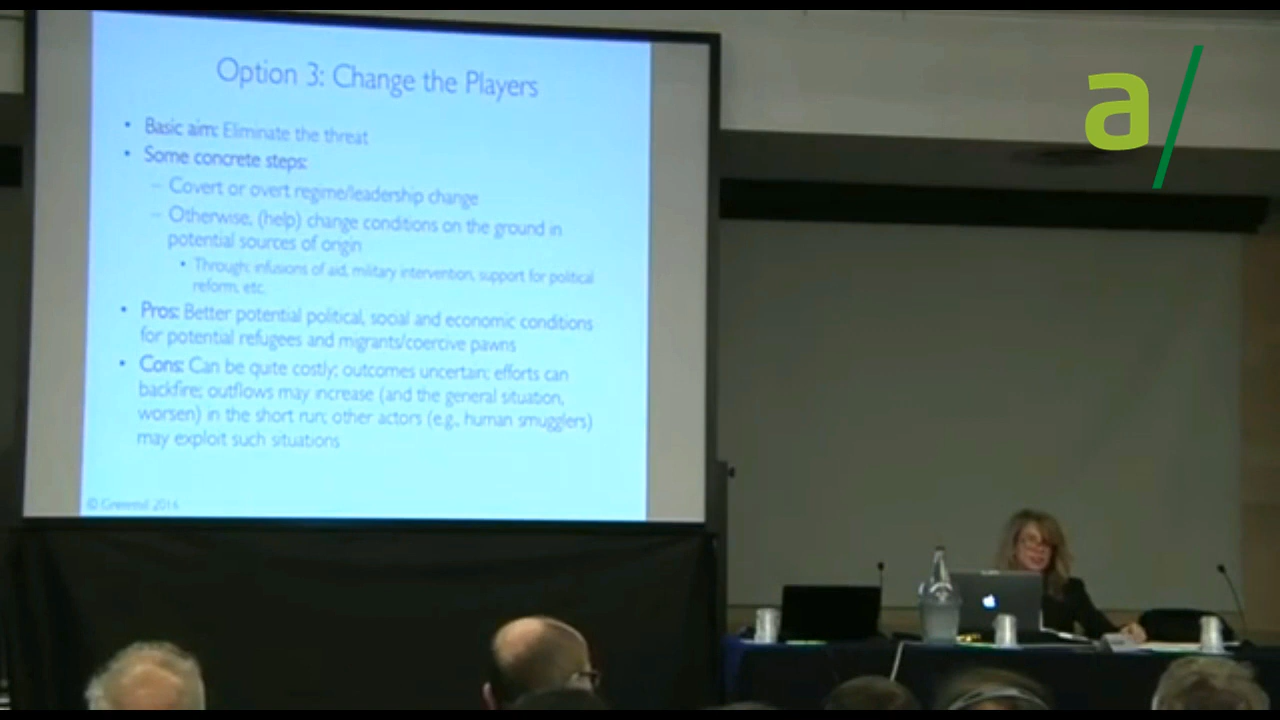 a/
Option 3: Change the Players
• Basic aim: Eliminate the threat
• Some concrete steps:
– Covert or overt regime/leadership change
– Otherwise, (help) change conditions on the ground in
potential sources of origin
• Through: infusions of aid, military intervention, support for political
reform, etc.
• Pros: Better potential political, social and economic conditions
for potential refugees and migrants/coercive pawns
• Cons: Can be quite costly; outcomes uncertain; efforts can
backfire; outflows may increase (and the general situation,
worsen) in the short run; other actors (e.g., human smugglers)
may exploit such situations
© Greenhill 2016